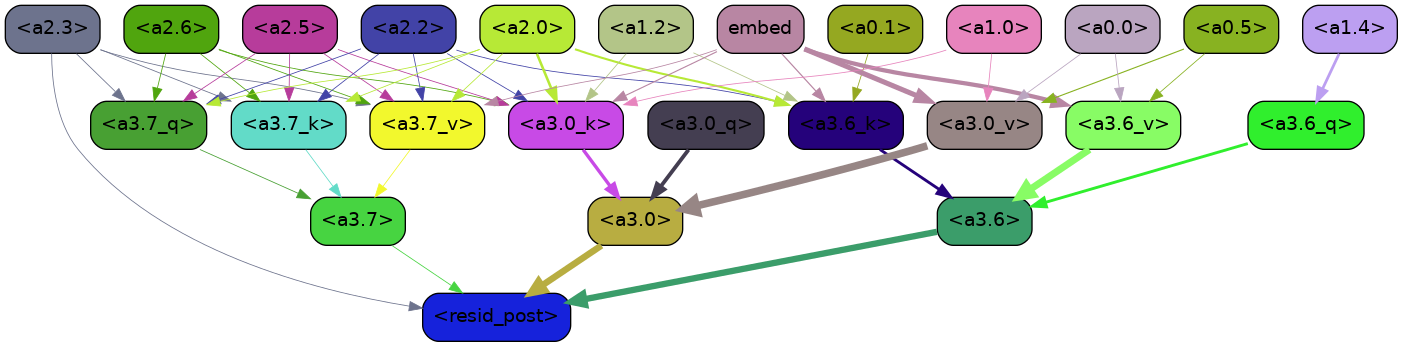 <a2.3> <a2.6> <a2.5> <a2.2> <a2.0> <a1.2> embed <a0.1> <a1.0> <a0.0> <a0.5> <a1.4>
<a3.7_q> <a3.7_k> <a3.7_v> <a3.0_k> <a3.0_q> <a3.6_k> <a3.0_v> <a3.6_v> <a3.6_q>
<a3.7> <a3.0> <a3.6>
<resid_post>